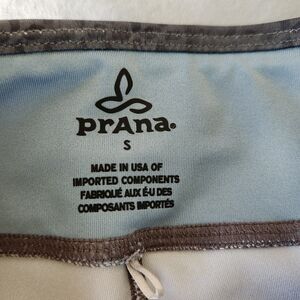 prAna
S
MADE IN USA OF
IMPORTED COMPONENTS
FABRIQUÉ AUX É-U DES
COMPOSANTS IMPORTÉS